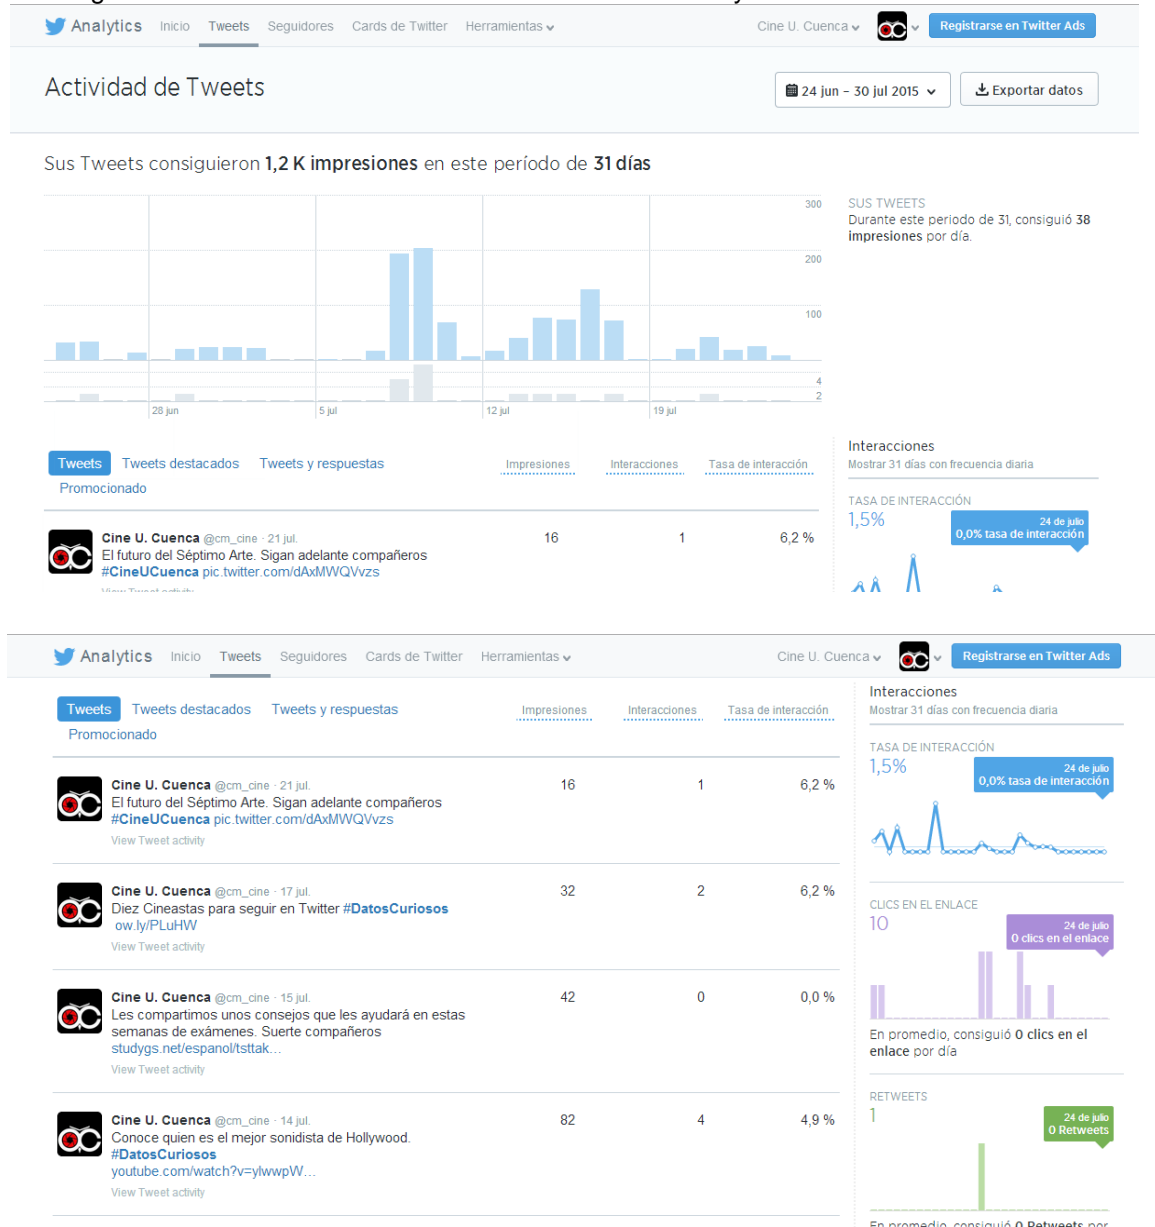 Analytics Inicio Tweets Seguidores Cards de Twitter Herramientas Cine U. Cuenca Registrarse en Twitter Ads
Actividad de Tweets
24 jun – 30 jul 2015 Exportar datos
Sus Tweets consiguieron 1,2 K impresiones en este período de 31 días
300
200
100
4
2
28 jun 5 jul 12 jul 19 jul
SUS TWEETS
Durante este periodo de 31, consiguió 38
impresiones por día.
Tweets Tweets destacados Tweets y respuestas
Promocionado
Impresiones Interacciones Tasa de interacción
Cine U. Cuenca @cm_cine · 21 jul.
El futuro del Séptimo Arte. Sigan adelante compañeros
#CineUCuenca pic.twitter.com/dAxMWQVvzs
View Tweet activity
16 1 6,2 %
Interacciones
Mostrar 31 días con frecuencia diaria
TASA DE INTERACCIÓN
1,5%
24 de julio
0,0% tasa de interacción
Analytics Inicio Tweets Seguidores Cards de Twitter Herramientas Cine U. Cuenca Registrarse en Twitter Ads
Tweets Tweets destacados Tweets y respuestas
Promocionado
Impresiones Interacciones Tasa de interacción
Cine U. Cuenca @cm_cine · 21 jul.
El futuro del Séptimo Arte. Sigan adelante compañeros
#CineUCuenca pic.twitter.com/dAxMWQVvzs
View Tweet activity
16 1 6,2 %
Cine U. Cuenca @cm_cine · 17 jul.
Diez Cineastas para seguir en Twitter #DatosCuriosos
ow.ly/PLuHW
View Tweet activity
32 2 6,2 %
Cine U. Cuenca @cm_cine · 15 jul.
Les compartimos unos consejos que les ayudará en estas
semanas de exámenes. Suerte compañeros
studygs.net/espanol/tsttak…
View Tweet activity
42 0 0,0 %
Cine U. Cuenca @cm_cine · 14 jul.
Conoce quien es el mejor sonidista de Hollywood.
#DatosCuriosos
youtube.com/watch?v=ylwwpW…
View Tweet activity
82 4 4,9 %
Interacciones
Mostrar 31 días con frecuencia diaria
TASA DE INTERACCIÓN
1,5%
24 de julio
0,0% tasa de interacción
CLICS EN EL ENLACE
10
24 de julio
0 clics en el enlace
En promedio, consiguió 0 clics en el
enlace por día
RETWEETS
1
24 de julio
0 Retweets
En promedio, consiguió 0 Retweets por